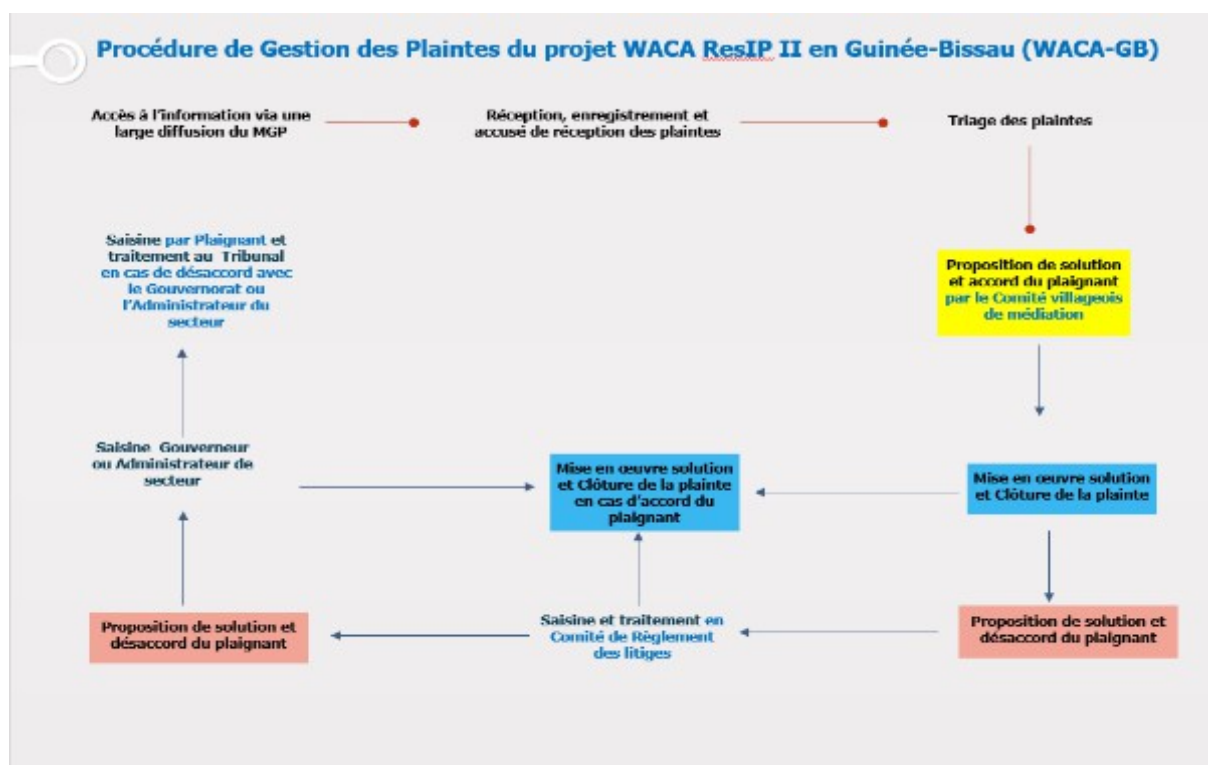 Procédure de Gestion des Plaintes du projet WACA ResIP II en Guinée-Bissau (WACA-GB)
Accès à l'information via une
large diffusion du MGP
Réception, enregistrement et
accusé de réception des plaintes
Triage des plaintes
Saisine par Plaignant et
traitement au Tribunal
en cas de désaccord avec
le Gouvernorat ou
l'Administrateur du
secteur
Proposition de solution
et accord du plaignant
par le Comité villageois
de médiation
Saisine Gouverneur
ou Administrateur de
secteur
Mise en œuvre solution
et Clôture de la plainte
en cas d'accord du
plaignant
Mise en œuvre solution
et Clôture de la plainte
Proposition de solution et
désaccord du plaignant
Saisine et traitement en
Comité de Règlement
des litiges
Proposition de solution et
désaccord du plaignant